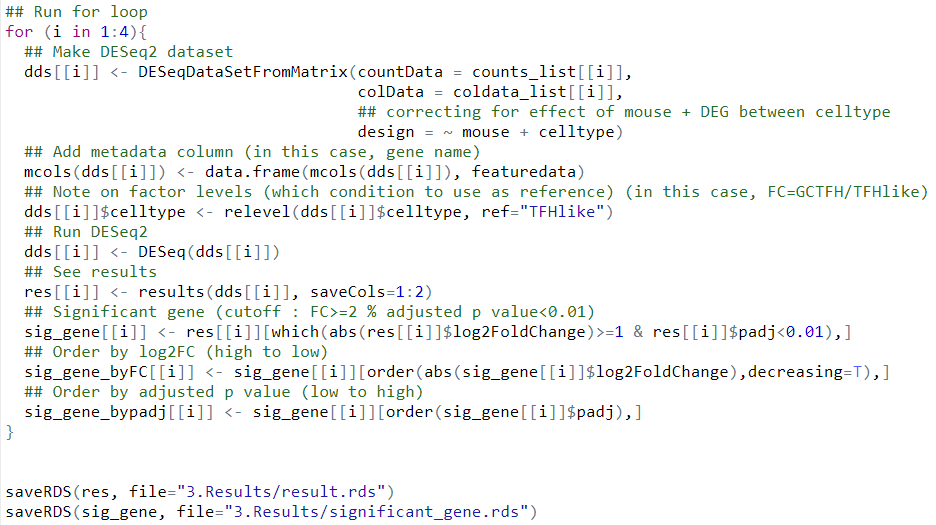 ## Run for loop
for (i in 1:4){
  ## Make DESeq2 dataset
  dds[[i]] <- DESeqDataSetFromMatrix(countData = counts_list[[i]],
                                     colData = coldata_list[[i]],
                                     ## correcting for effect of mouse + DEG between celltype
                                     design = ~ mouse + celltype)
  ## Add metadata column (in this case, gene name)
  mcols(dds[[i]]) <- data.frame(mcols(dds[[i]]), featuredata)
  ## Note on factor levels (which condition to use as reference) (in this case, FC=GCTFH/TFHlike)
  dds[[i]]$celltype <- relevel(dds[[i]]$celltype, ref="TFHlike")
  ## Run DESeq2
  dds[[i]] <- DESeq(dds[[i]])
  ## See results
  res[[i]] <- results(dds[[i]], saveCols=1:2)
  ## Significant gene (cutoff : FC>=2 % adjusted p value<0.01)
  sig_gene[[i]] <- res[[i]][which(abs(res[[i]]$log2FoldChange)>=1 & res[[i]]$padj<0.01),]
  ## Order by log2FC (high to low)
  sig_gene_byFC[[i]] <- sig_gene[[i]][order(abs(sig_gene[[i]]$log2FoldChange),decreasing=T),]
  ## Order by adjusted p value (low to high)
  sig_gene_bypadj[[i]] <- sig_gene[[i]][order(sig_gene[[i]]$padj),]
}
saveRDS(res, file="3.Results/result.rds")
saveRDS(sig_gene, file="3.Results/significant_gene.rds")